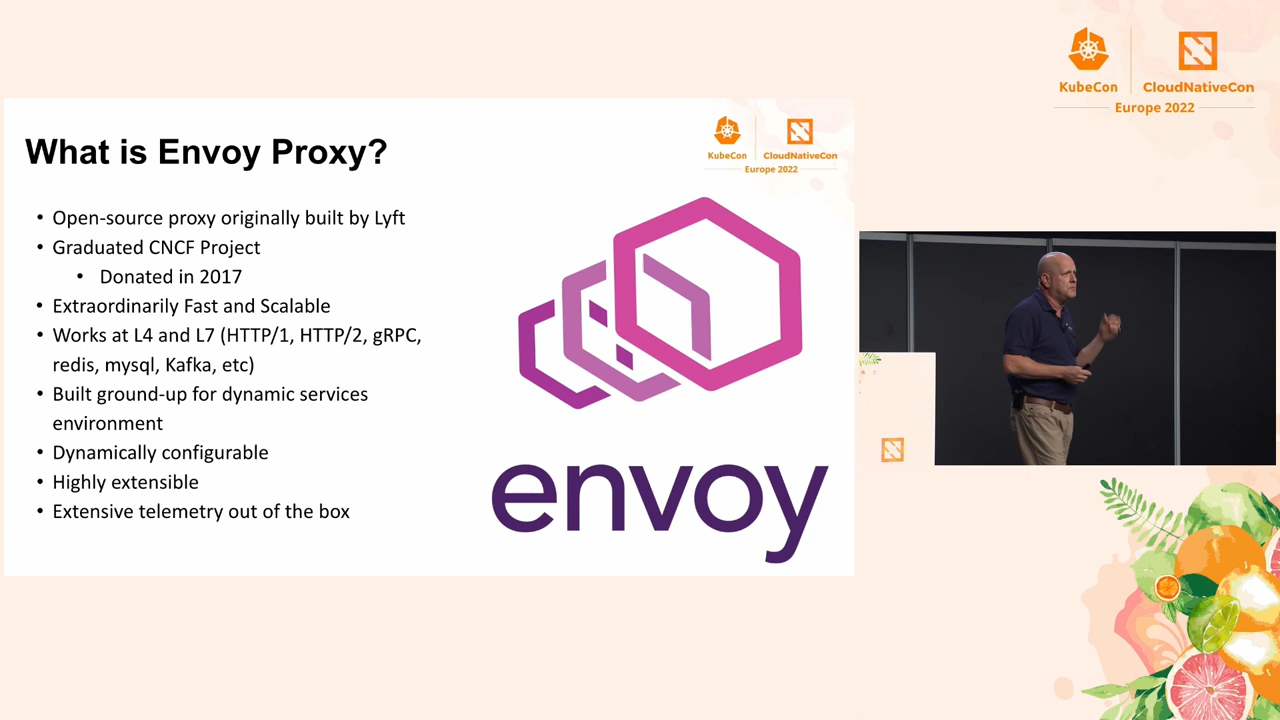 KubeCon
CloudNativeCon
Europe 2022
What is Envoy Proxy?
KubeCon
CloudNativeCon
Europe 2022
• Open-source proxy originally built by Lyft
• Graduated CNCF Project
• Donated in 2017
• Extraordinarily Fast and Scalable
• Works at L4 and L7 (HTTP/1, HTTP/2, gRPC,
redis, mysql, Kafka, etc)
• Built ground-up for dynamic services
environment
• Dynamically configurable
• Highly extensible
• Extensive telemetry out of the box
envoy